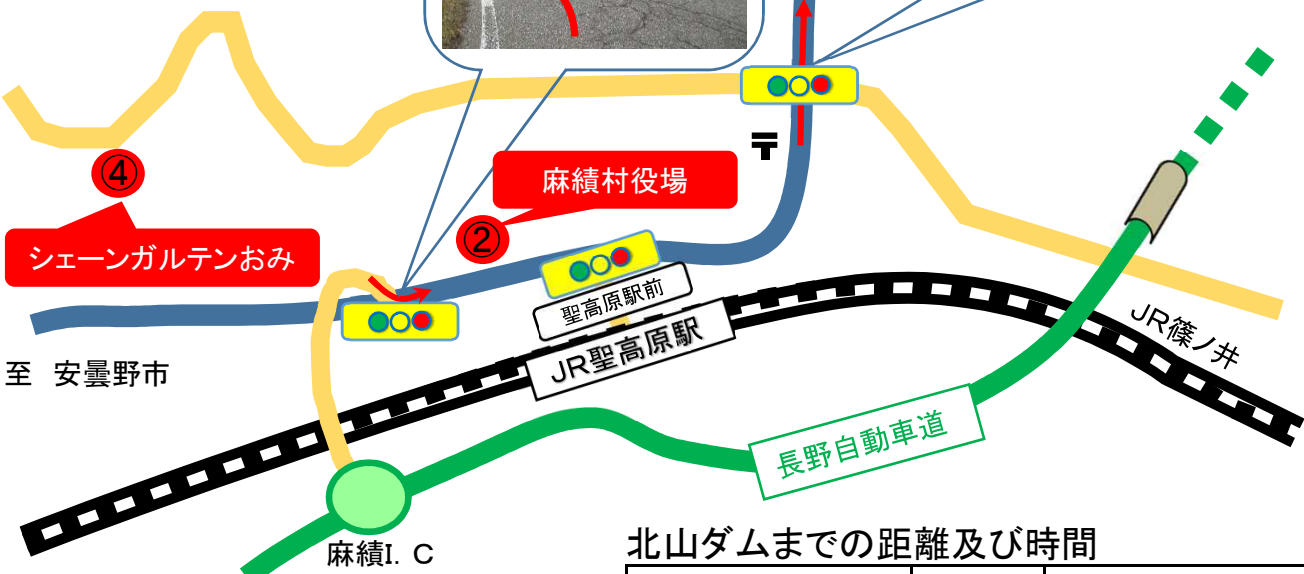 〒
④
麻績村役場
②
シェーンガルテンおみ
聖高原駅前
JR聖高原駅
JR篠ノ井
至 安曇野市
長野自動車道
麻績I. C
北山ダムまでの距離及び時間